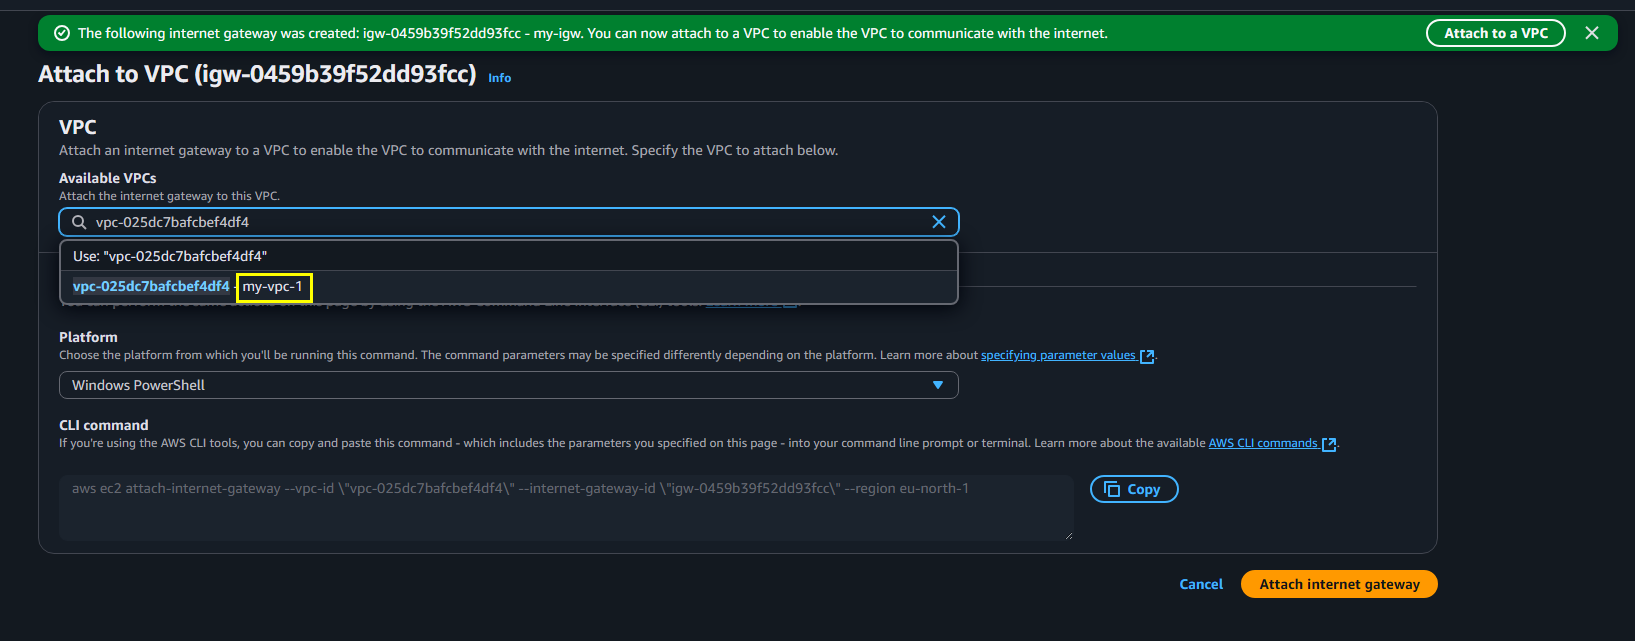 The following internet gateway was created: igw-0459b39f52dd93fcc - my-igw. You can now attach to a VPC to enable the VPC to communicate with the internet.
Attach to a VPC
Attach to VPC (igw-0459b39f52dd93fcc) Info
VPC
Attach an internet gateway to a VPC to enable the VPC to communicate with the internet. Specify the VPC to attach below.
Available VPCs
Attach the internet gateway to this VPC.
vpc-025dc7bafcbef4df4
Use: "vpc-025dc7bafcbef4df4"
vpc-025dc7bafcbef4df4 - my-vpc-1
Platform
Choose the platform from which you'll be running this command. The command parameters may be specified differently depending on the platform. Learn more about specifying parameter values.
Windows PowerShell
CLI command
If you're using the AWS CLI tools, you can copy and paste this command - which includes the parameters you specified on this page - into your command line prompt or terminal. Learn more about the available AWS CLI commands.
aws ec2 attach-internet-gateway --vpc-id \"vpc-025dc7bafcbef4df4\" --internet-gateway-id \"igw-0459b39f52dd93fcc\" --region eu-north-1
Copy
Cancel
Attach internet gateway